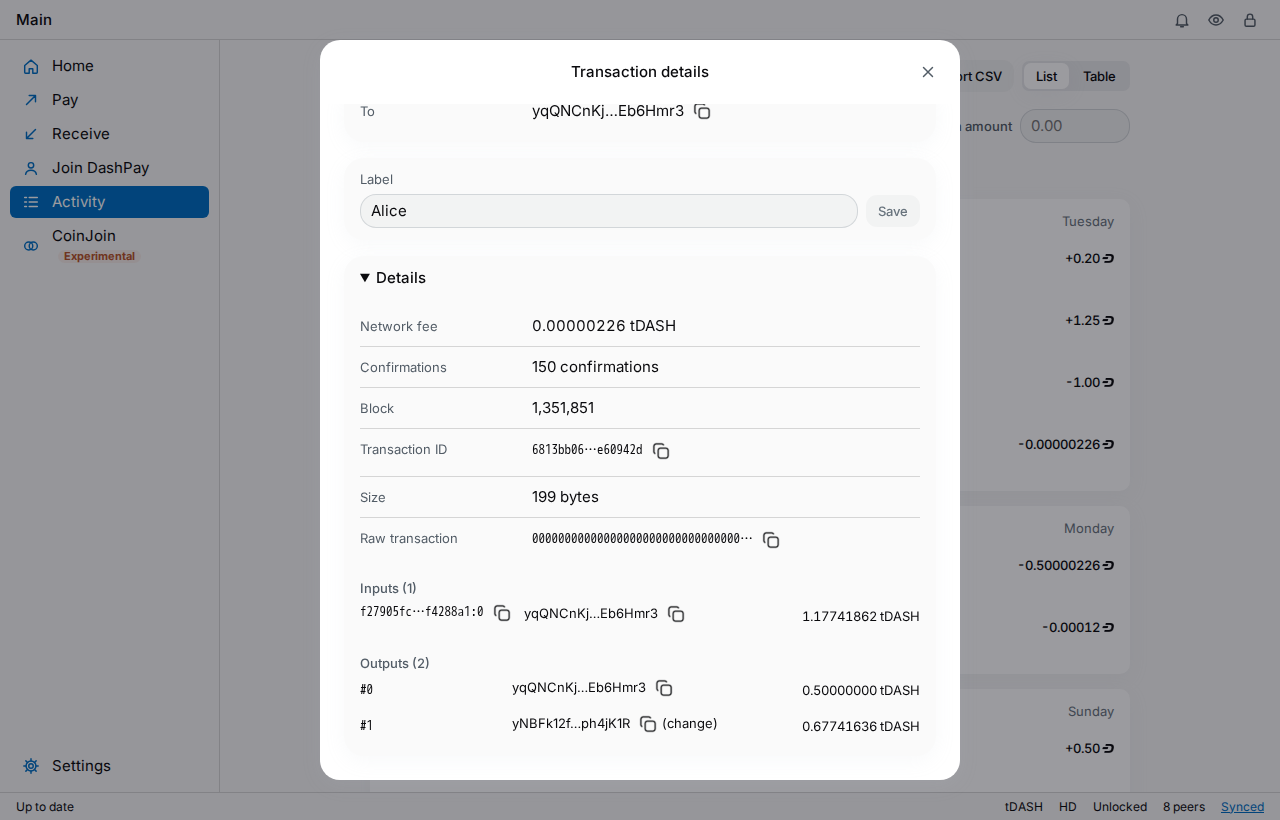 Main
Home
Pay
Receive
Join DashPay
Activity
CoinJoin
Experimental
Settings
Transaction details
To yqQNCnKj…Eb6Hmr3
Label
Alice Save
Details
Network fee 0.00000226 tDASH
Confirmations 150 confirmations
Block 1,351,851
Transaction ID 6813bb06…e60942d
Size 199 bytes
Raw transaction 00000000000000000000000000000000…
Inputs (1)
f27905fc…f4288a1:0 yqQNCnKj…Eb6Hmr3 1.17741862 tDASH
Outputs (2)
#0 yqQNCnKj…Eb6Hmr3 0.50000000 tDASH
#1 yNBFk12f…ph4jK1R (change) 0.67741636 tDASH
CSV List Table
amount 0.00
Tuesday
+0.20
+1.25
-1.00
-0.00000226
Monday
-0.50000226
-0.00012
Sunday
+0.50
Up to date tDASH HD Unlocked 8 peers Synced